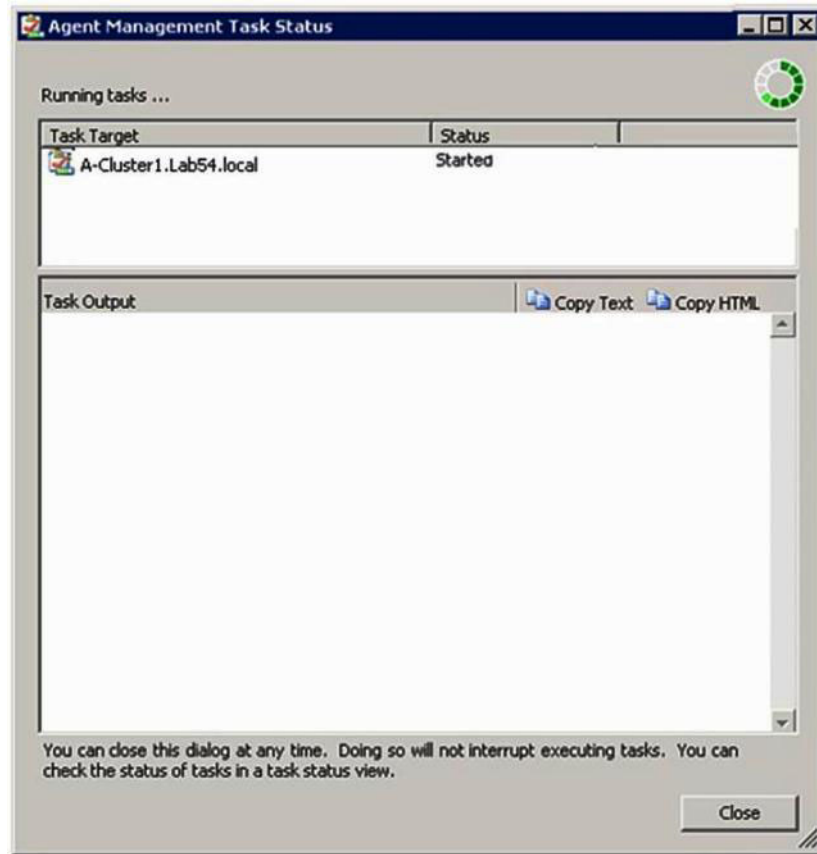 Agent Management Task Status
Running tasks ...
Task Target Status
A-Cluster1.Lab54.local Started
Task Output Copy Text Copy HTML
You can close this dialog at any time. Doing so will not interrupt executing tasks. You can
check the status of tasks in a task status view.
Close